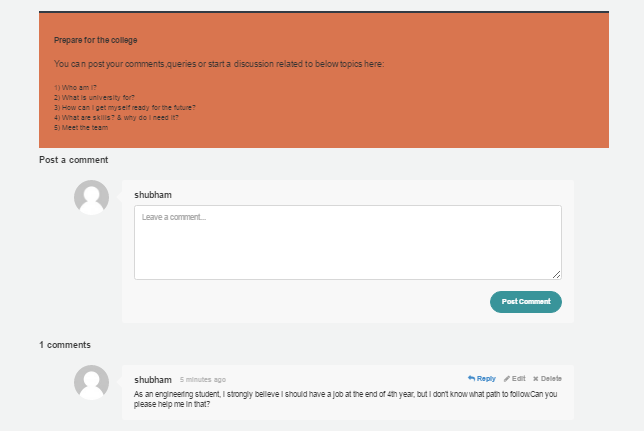 Prepare for the college
You can post your comments,queries or start a discussion related to below topics here:
1) Who am I?
2) What is university for?
3) How can I get myself ready for the future?
4) What are skills? & why do I need it?
5) Meet the team
Post a comment
shubham
Leave a comment...
Post Comment
1 comments
shubham 5 minutes ago Reply Edit Delete
As an engineering student, I strongly believe I should have a job at the end of 4th year, but I don't know what path to follow.Can you
please help me in that?